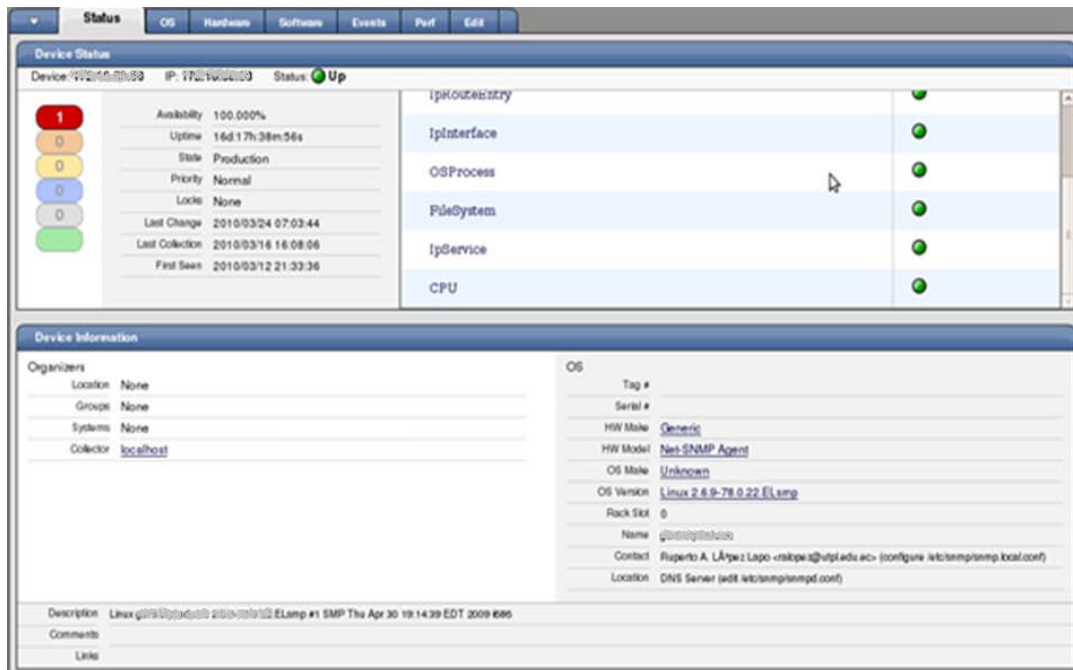 Status OS Hardware Software Events Perf Edit
Device Status
Device: IP: Status: Up
1
0
0
0
0
Availability 100.000%
Uptime 16d:17h:38m:56s
State Production
Priority Normal
Locks None
Last Change 2010/03/24 07:03:44
Last Collection 2010/03/16 16:08:06
First Seen 2010/03/12 21:33:36
IpRouteEntry
IpInterface
OSProcess
FileSystem
IpService
CPU
Device Information
Organizers
Location None
Groups None
Systems None
Collector localhost
OS
Tag #
Serial #
HW Make Generic
HW Model Net-SNMP Agent
OS Make Unknown
OS Version Linux 2.6.9-78.0.22.ELsmp
Rack Slot 0
Name
Contact Ruperto A. LÃ³pez Lapo <ralopez@utpl.edu.ec> (configure /etc/snmp/snmp.local.conf)
Location DNS Server (edit /etc/snmp/snmpd.conf)
Description Linux ELsmp #1 SMP Thu Apr 30 19:14:39 EDT 2009 i686
Comments
Links